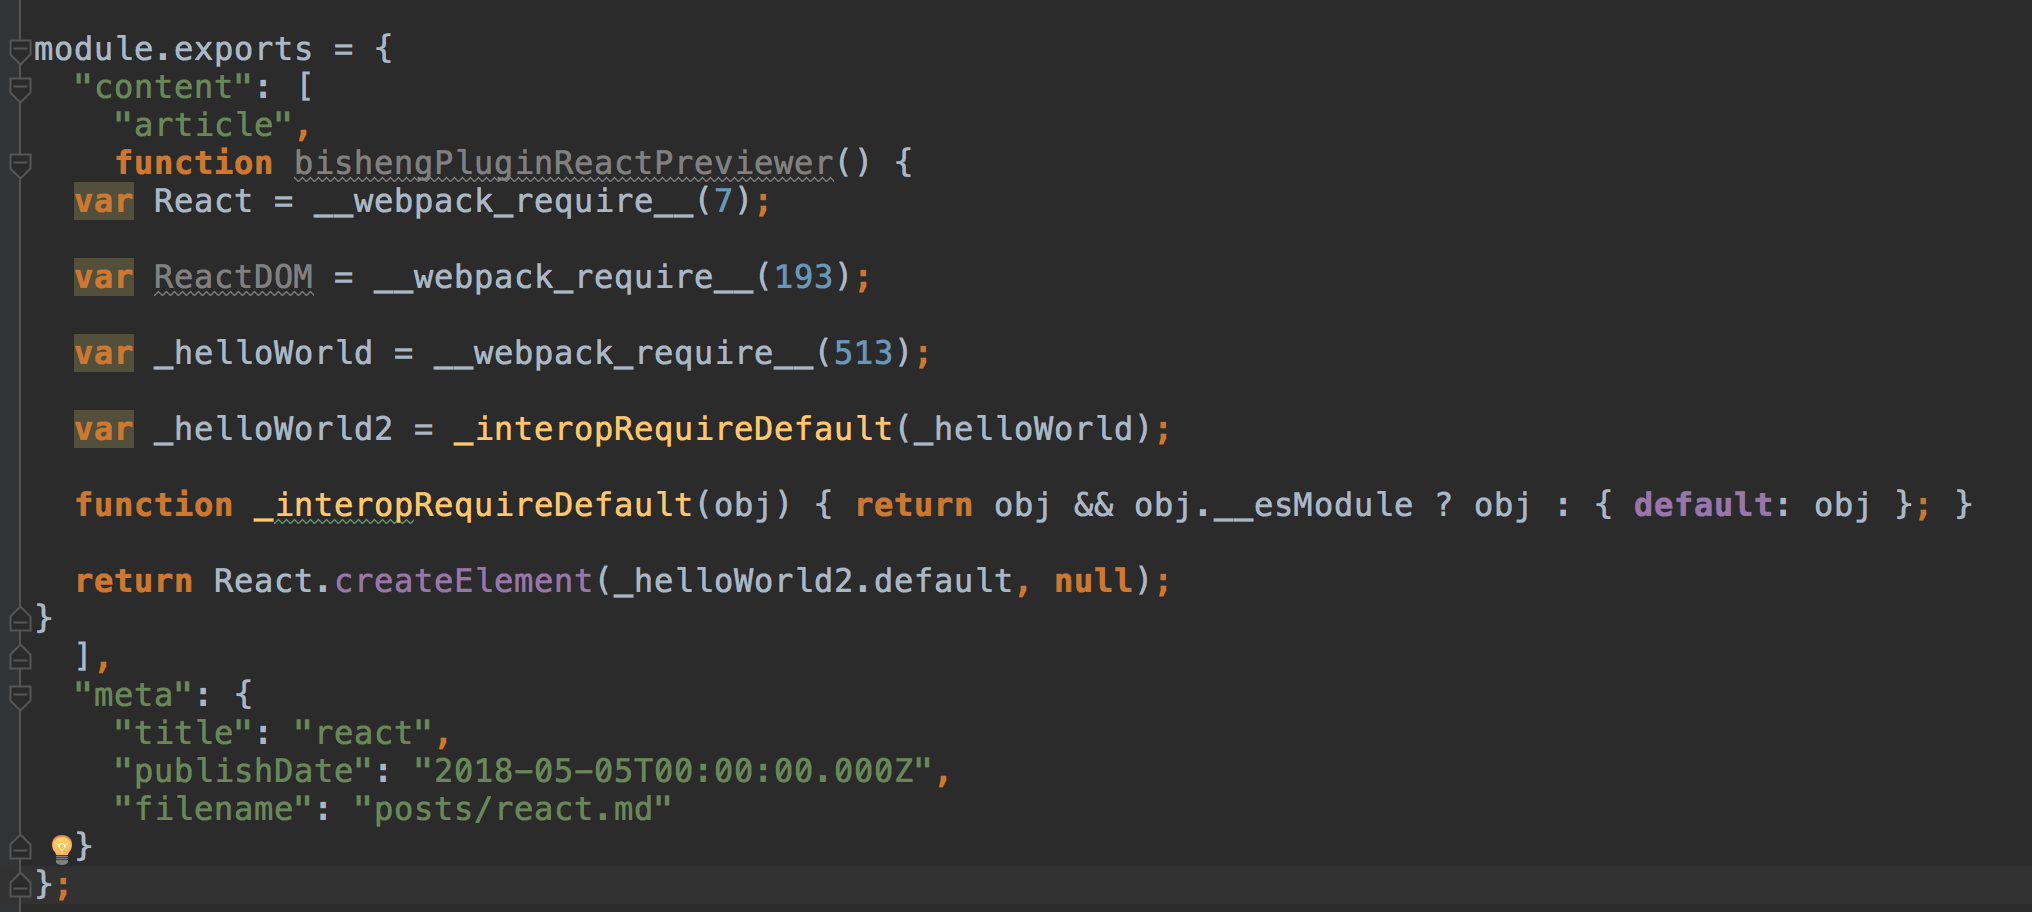 module.exports = {
  "content": [
    "article",
    function bishengPluginReactPreviewer() {
  var React = __webpack_require__(7);

  var ReactDOM = __webpack_require__(193);

  var _helloWorld = __webpack_require__(513);

  var _helloWorld2 = _interopRequireDefault(_helloWorld);

  function _interopRequireDefault(obj) { return obj && obj.__esModule ? obj : { default: obj }; }

  return React.createElement(_helloWorld2.default, null);
}
  ],
  "meta": {
    "title": "react",
    "publishDate": "2018-05-05T00:00:00.000Z",
    "filename": "posts/react.md"
  }
};